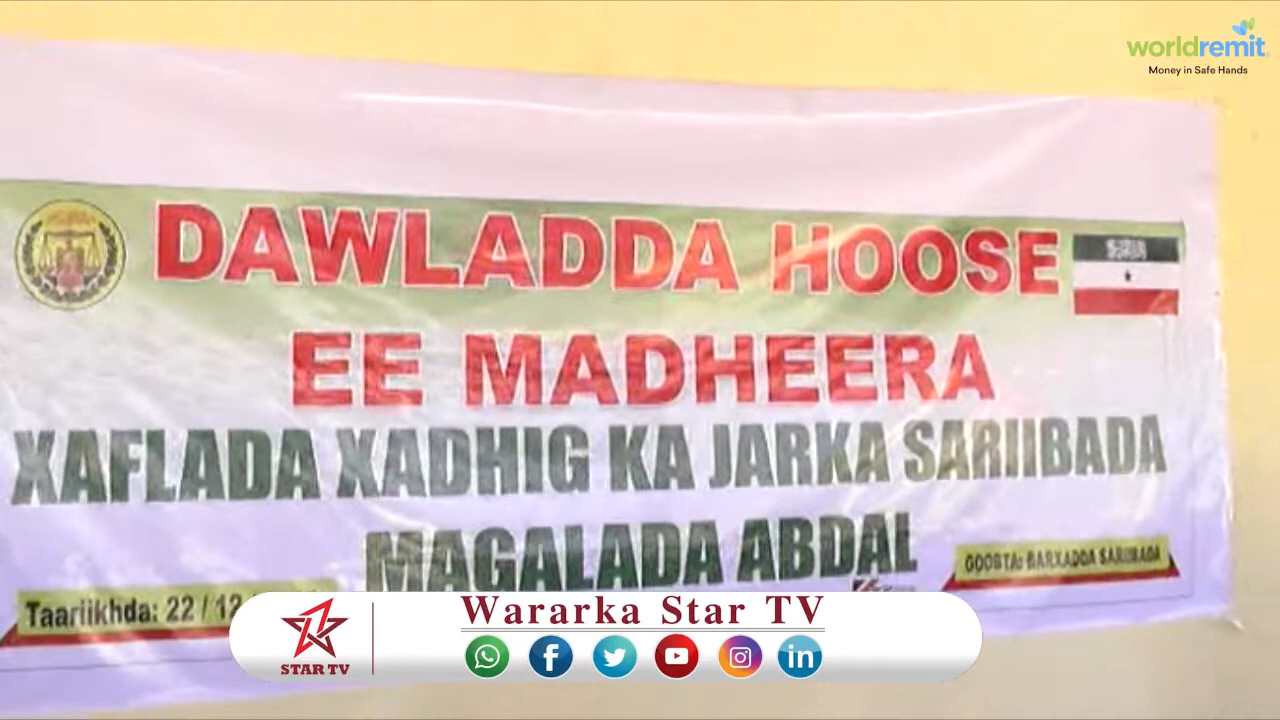 worldremit
Money in Safe Hands
DAWLADDA HOOSE
EE MADHEERA
XAFLADA XADHIG KA JARKA SARIIBADA
MAGALADA ABDAL
GOOBTA: BARXADDA SARIIBADA
Taariikhda: 22 / 12
Wararka Star TV
STAR TV